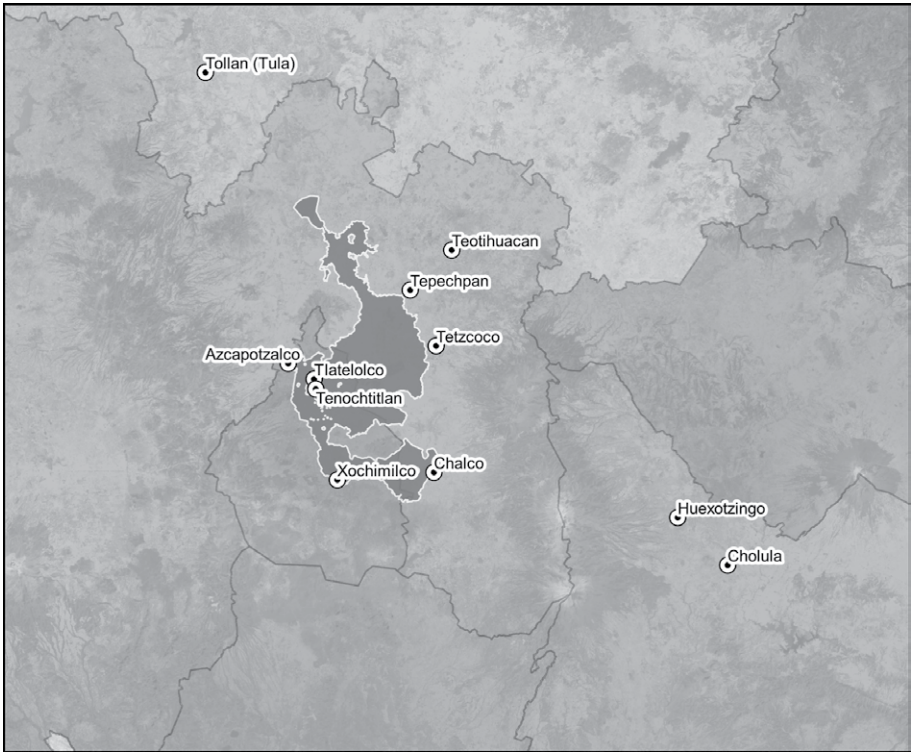 Tollan (Tula)
Teotihuacan
Tepechpan
Tetzcoco
Azcapotzalco
Tlatelolco
Tenochtitlan
Chalco
Xochimilco
Huexotzingo
Cholula